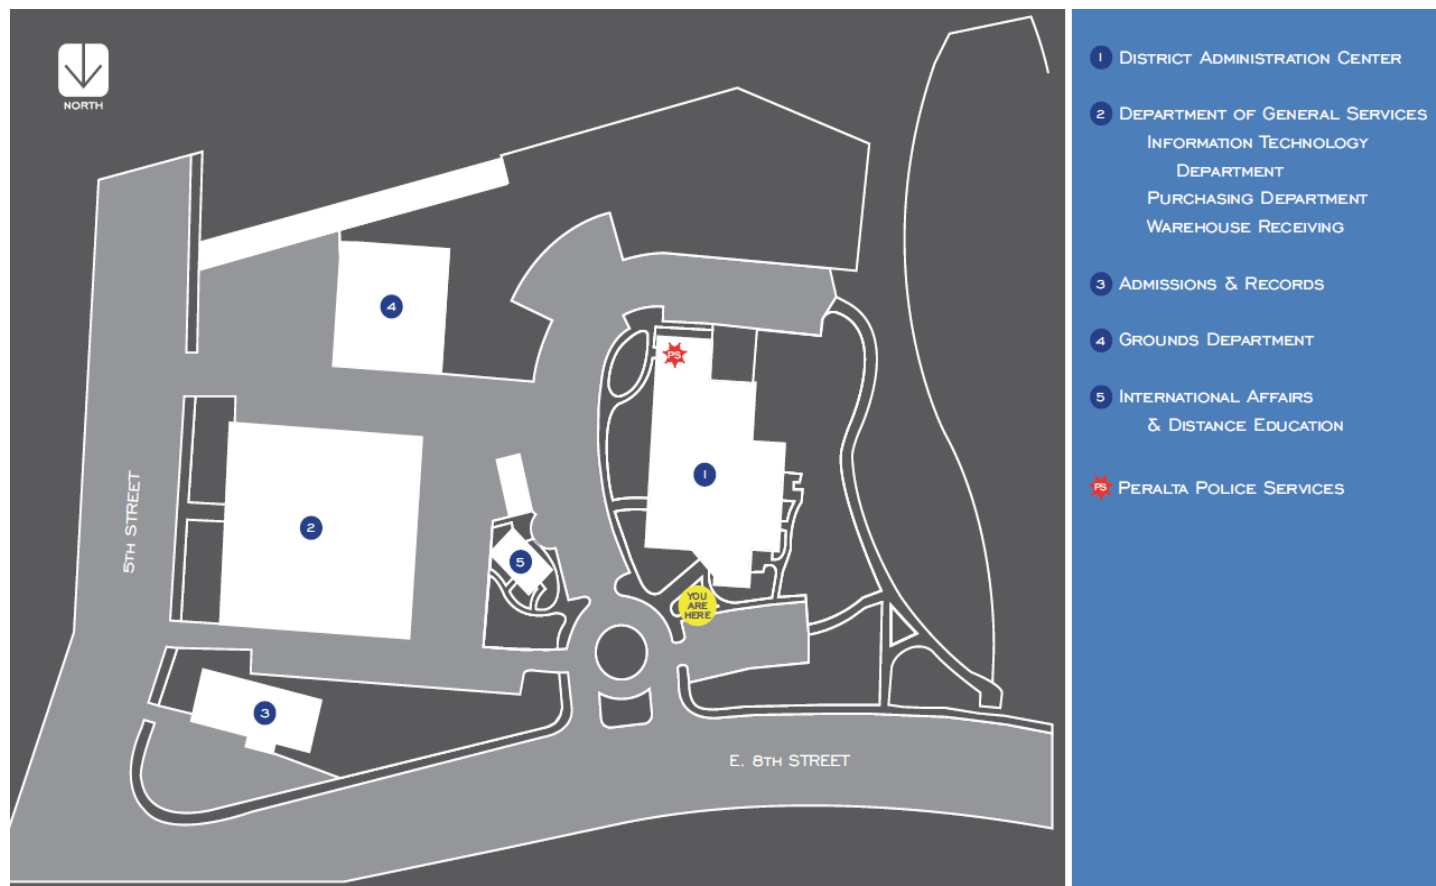 NORTH
4
PS
1
5TH STREET
2
5
YOU
ARE
HERE
3
E. 8TH STREET
1 DISTRICT ADMINISTRATION CENTER
2 DEPARTMENT OF GENERAL SERVICES
INFORMATION TECHNOLOGY
DEPARTMENT
PURCHASING DEPARTMENT
WAREHOUSE RECEIVING
3 ADMISSIONS & RECORDS
4 GROUNDS DEPARTMENT
5 INTERNATIONAL AFFAIRS
& DISTANCE EDUCATION
PS PERALTA POLICE SERVICES